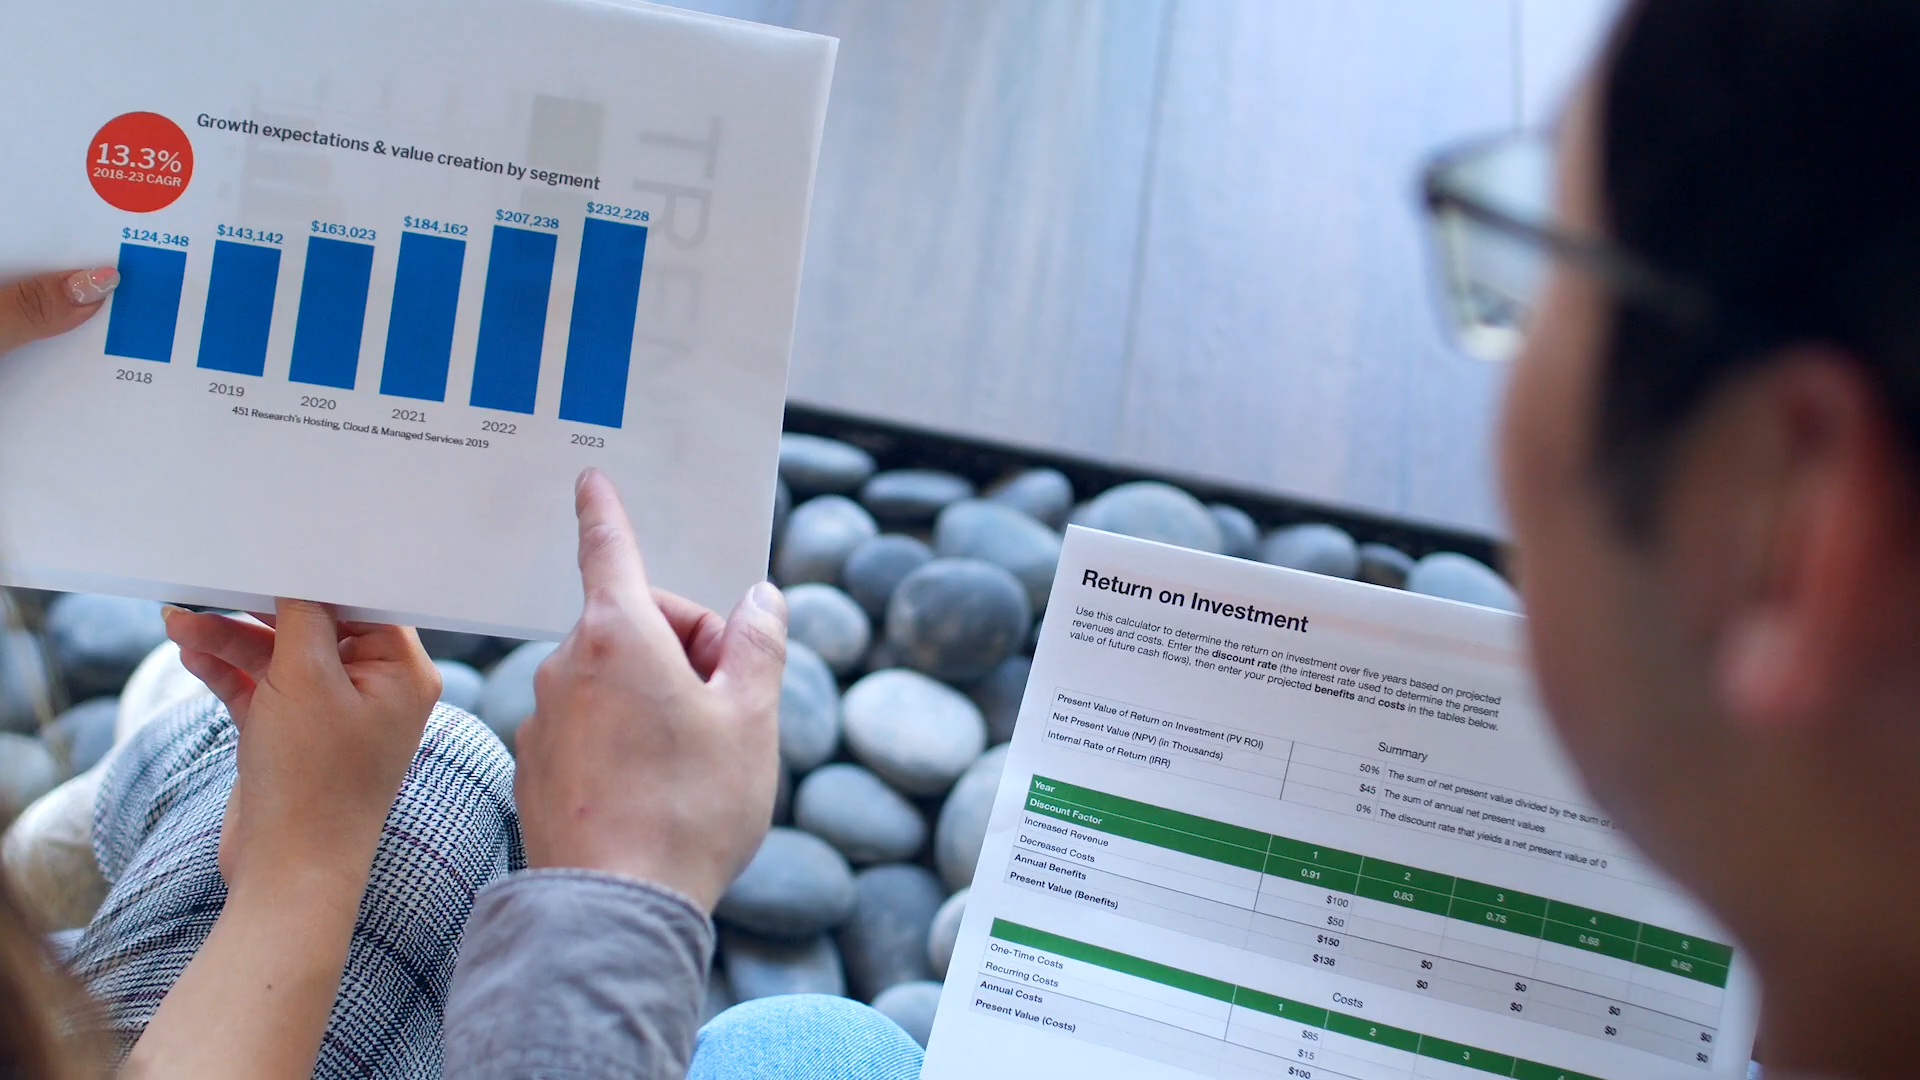 13.3%
2018-23 CAGR
Growth expectations & value creation by segment
$124,348
$143,142
$163,023
$184,162
$207,238
$232,228
2018
2019
2020
2021
2022
2023
451 Research's Hosting, Cloud & Managed Services 2019
Return on Investment
Use this calculator to determine the return on investment over five years based on projected
revenues and costs. Enter the discount rate (the interest rate used to determine the present
value of future cash flows), then enter your projected benefits and costs in the tables below.
Summary
Present Value of Return on Investment (PV ROI) 50% The sum of net present value divided by the sum of
Net Present Value (NPV) (in Thousands) $45 The sum of annual net present values
Internal Rate of Return (IRR) 0% The discount rate that yields a net present value of 0
Year 1 2 3 4 5
Discount Factor 0.91 0.83 0.75 0.68 0.62
Increased Revenue $100
Decreased Costs $50
Annual Benefits $150 $0 $0 $0 $0
Present Value (Benefits) $136 $0 $0 $0 $0
Costs
1 2 3 4
One-Time Costs $85
Recurring Costs $15
Annual Costs $100
Present Value (Costs)